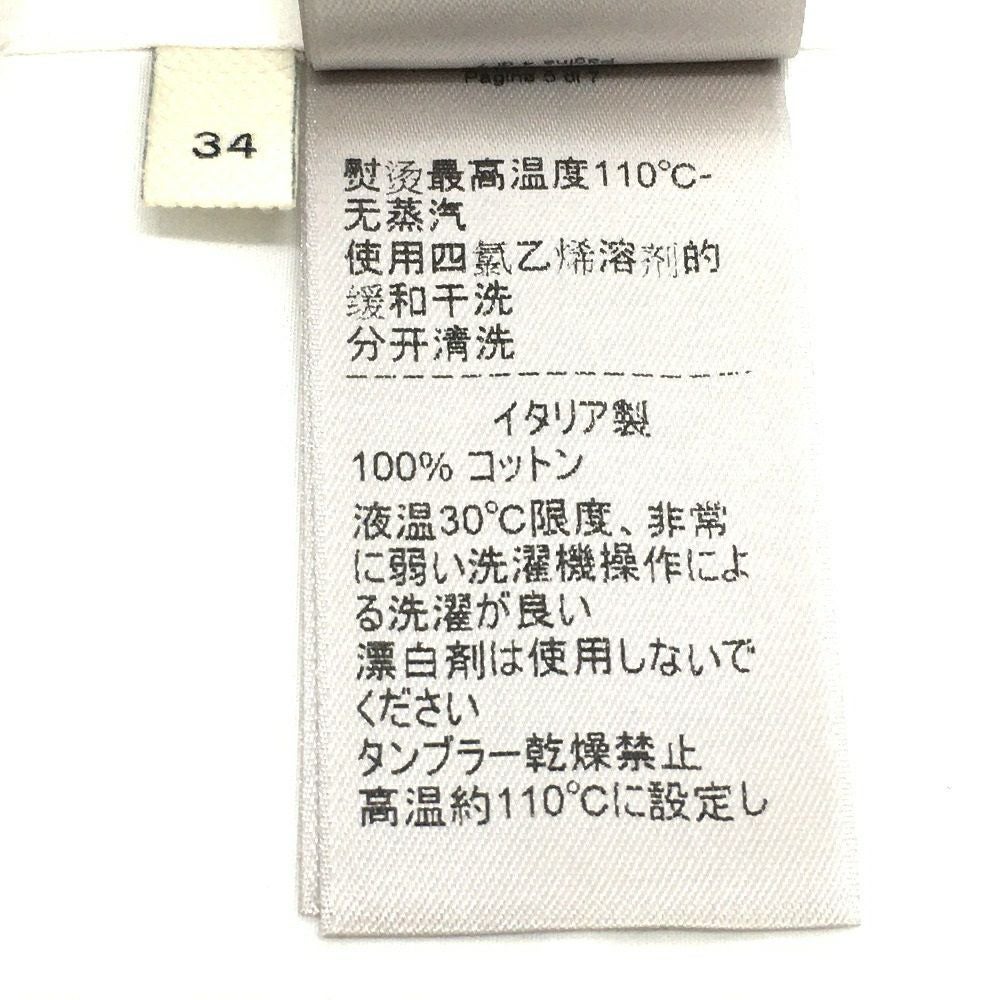 34
Pagina 5 di 7
熨烫最高温度110℃-
无蒸汽
使用四氯乙烯溶剂的
缓和干洗
分开清洗
イタリア製
100% コットン
液温30℃限度、非常
に弱い洗濯機操作によ
る洗濯が良い
漂白剤は使用しないで
ください
タンブラー乾燥禁止
高温約110℃に設定し